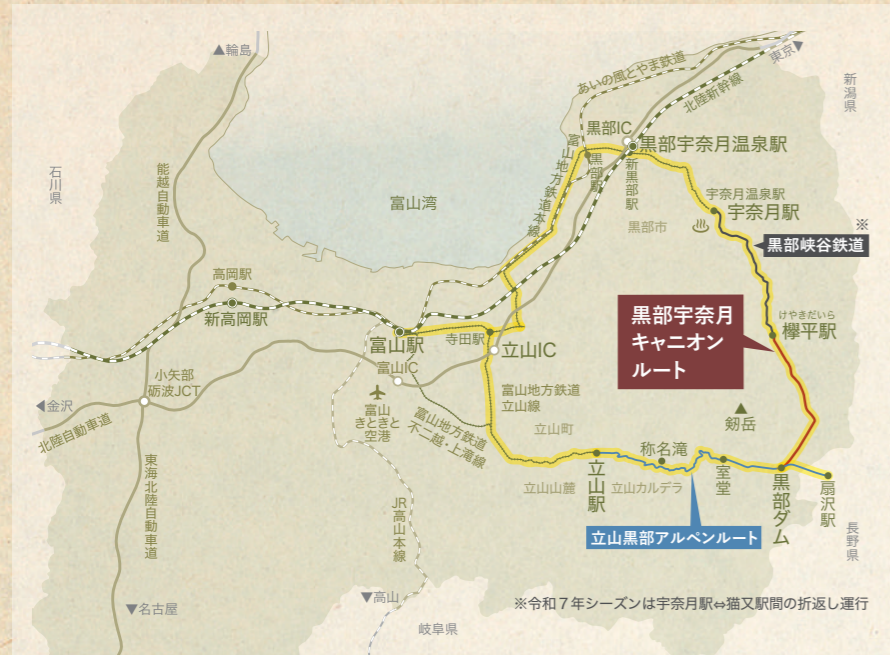 ▲輪島
東京▼
あいの風とやま鉄道
北陸新幹線
新潟県
石川県
能越自動車道
富山湾
富山地方鉄道本線
黒部IC
黒部駅
黒部宇奈月温泉駅
新黒部駅
宇奈月温泉駅
宇奈月駅
黒部市
※
黒部峡谷鉄道
高岡駅
新高岡駅
けやきだいら
欅平駅
黒部宇奈月
キャニオン
ルート
富山駅
寺田駅
立山IC
富山IC
小矢部
砺波JCT
◀金沢
北陸自動車道
富山
きときと
空港
富山地方鉄道
不二越・上滝線
富山地方鉄道
立山線
立山町
剱岳
称名滝
立山駅
室堂
黒部ダム
扇沢駅
立山山麓
立山カルデラ
東海北陸自動車道
JR高山本線
立山黒部アルペンルート
長野県
▼名古屋
▼高山
岐阜県
※令和7年シーズンは宇奈月駅⇔猫又駅間の折返し運行